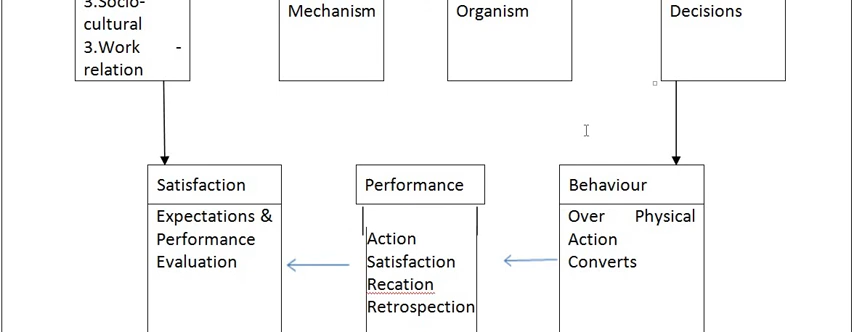 3.Socio-
cultural
3.Work -
relation
Mechanism
Organism
Decisions
Satisfaction
Expectations &
Performance
Evaluation
Performance
Action
Satisfaction
Recation
Retrospection
Behaviour
Over Physical
Action
Converts